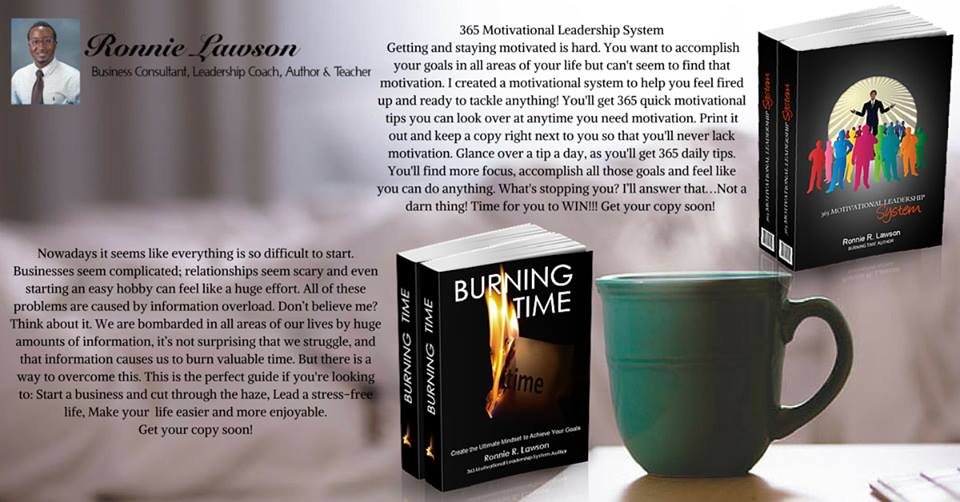 Ronnie Lawson
Business Consultant, Leadership Coach, Author & Teacher
365 Motivational Leadership System
Getting and staying motivated is hard. You want to accomplish
your goals in all areas of your life but can't seem to find that
motivation. I created a motivational system to help you feel fired
up and ready to tackle anything! You'll get 365 quick motivational
tips you can look over at anytime you need motivation. Print it
out and keep a copy right next to you so that you'll never lack
motivation. Glance over a tip a day, as you'll get 365 daily tips.
You'll find more focus, accomplish all those goals and feel like
you can do anything. What's stopping you? I'll answer that...Not a
darn thing! Time for you to WIN!!! Get your copy soon!
365 MOTIVATIONAL LEADERSHIP System
365 MOTIVATIONAL LEADERSHIP System
365 MOTIVATIONAL LEADERSHIP
System
Ronnie R. Lawson
BURNING TIME AUTHOR
Nowadays it seems like everything is so difficult to start.
Businesses seem complicated; relationships seem scary and even
starting an easy hobby can feel like a huge effort. All of these
problems are caused by information overload. Don't believe me?
Think about it. We are bombarded in all areas of our lives by huge
amounts of information, it's not surprising that we struggle, and
that information causes us to burn valuable time. But there is a
way to overcome this. This is the perfect guide if you're looking
to: Start a business and cut through the haze, Lead a stress-free
life, Make your life easier and more enjoyable.
Get your copy soon!
BURNING TIME
BURNING TIME
BURNING
TIME
time
Create the Ultimate Mindset to Achieve Your Goals
Ronnie R. Lawson
365 Motivational Leadership System Author